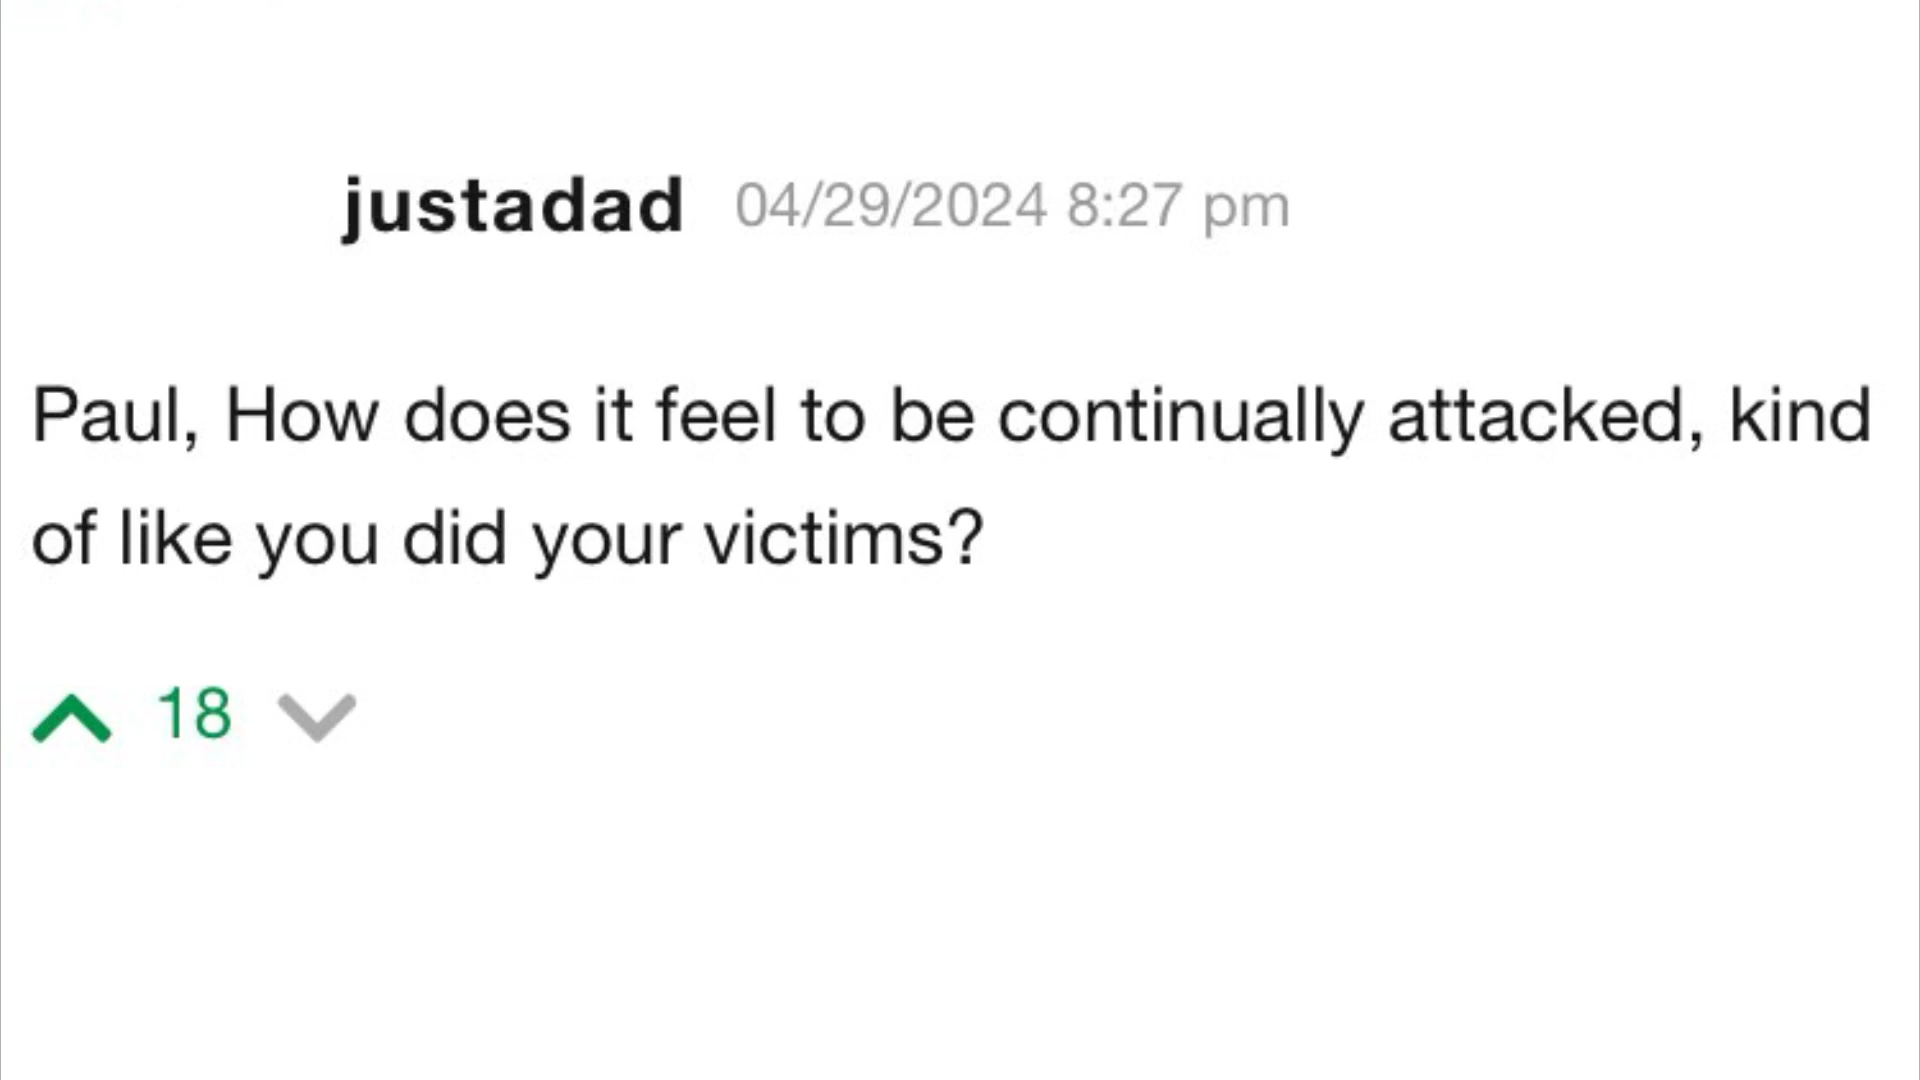 justadad 04/29/2024 8:27 pm
Paul, How does it feel to be continually attacked, kind
of like you did your victims?
18